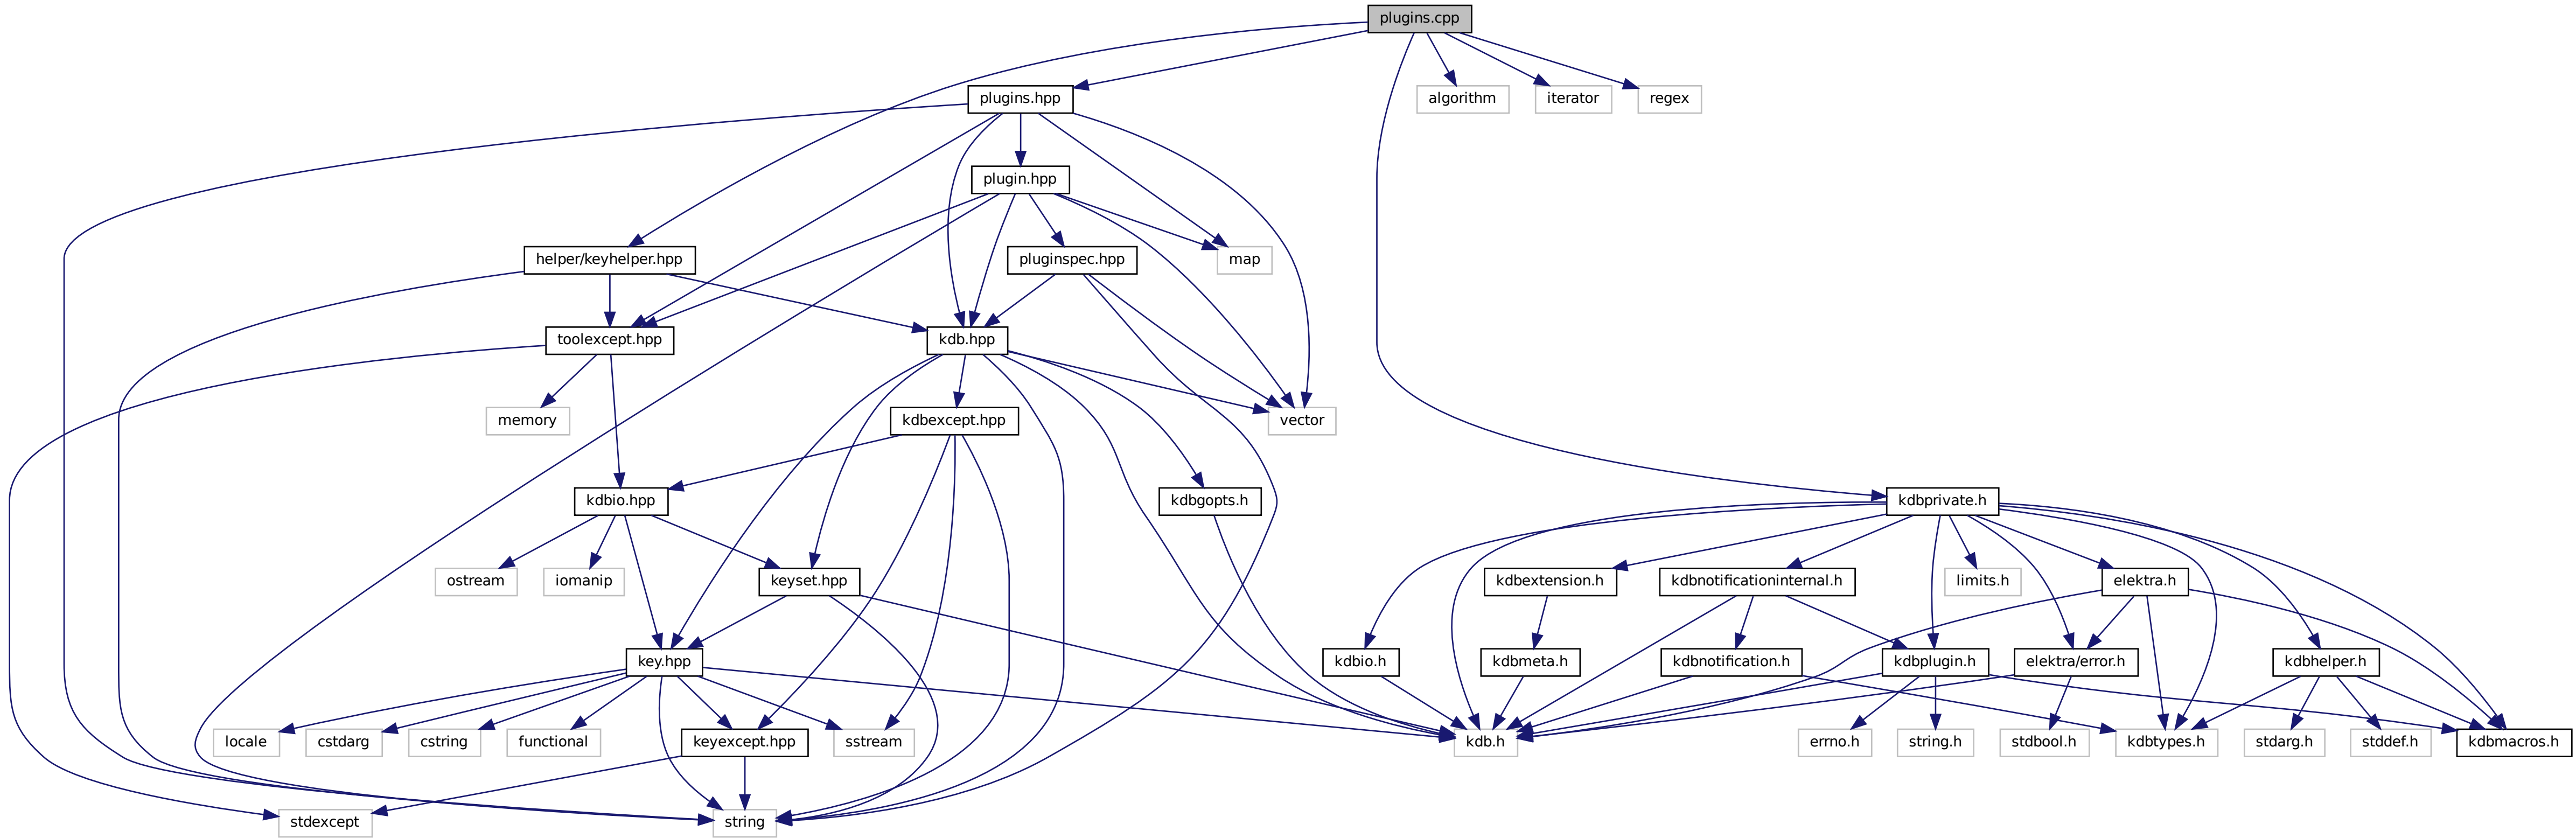 plugins.cpp
plugins.hpp
algorithm
iterator
regex
plugin.hpp
helper/keyhelper.hpp
pluginspec.hpp
map
toolexcept.hpp
kdb.hpp
memory
kdbexcept.hpp
vector
kdbio.hpp
kdbgopts.h
kdbprivate.h
ostream
iomanip
keyset.hpp
kdbextension.h
kdbnotificationinternal.h
limits.h
elektra.h
key.hpp
kdbio.h
kdbmeta.h
kdbnotification.h
kdbplugin.h
elektra/error.h
kdbhelper.h
locale
cstdarg
cstring
functional
keyexcept.hpp
sstream
kdb.h
errno.h
string.h
stdbool.h
kdbtypes.h
stdarg.h
stddef.h
kdbmacros.h
stdexcept
string